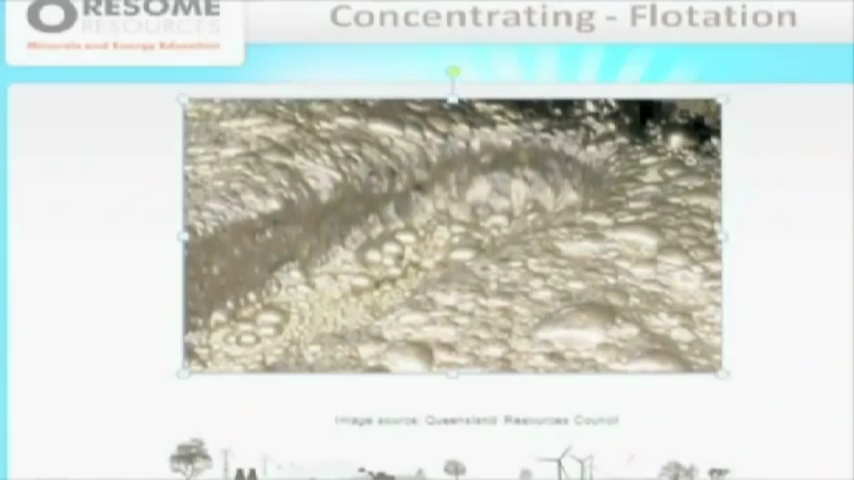 ORESOME
RESOURCES
Minerals and Energy Education
Concentrating - Flotation
Image source: Queensland Resources Council